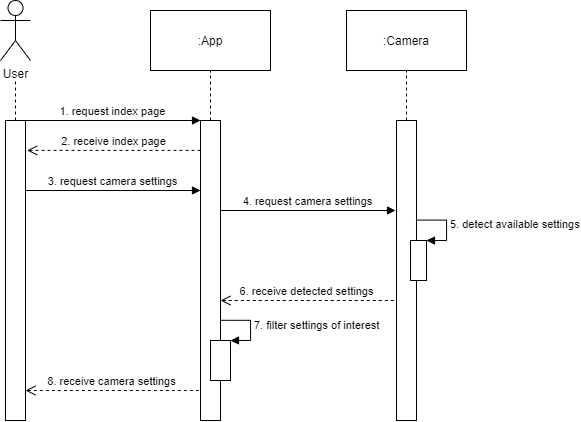 User
:App
:Camera
1. request index page
2. receive index page
3. request camera settings
4. request camera settings
5. detect available settings
6. receive detected settings
7. filter settings of interest
8. receive camera settings